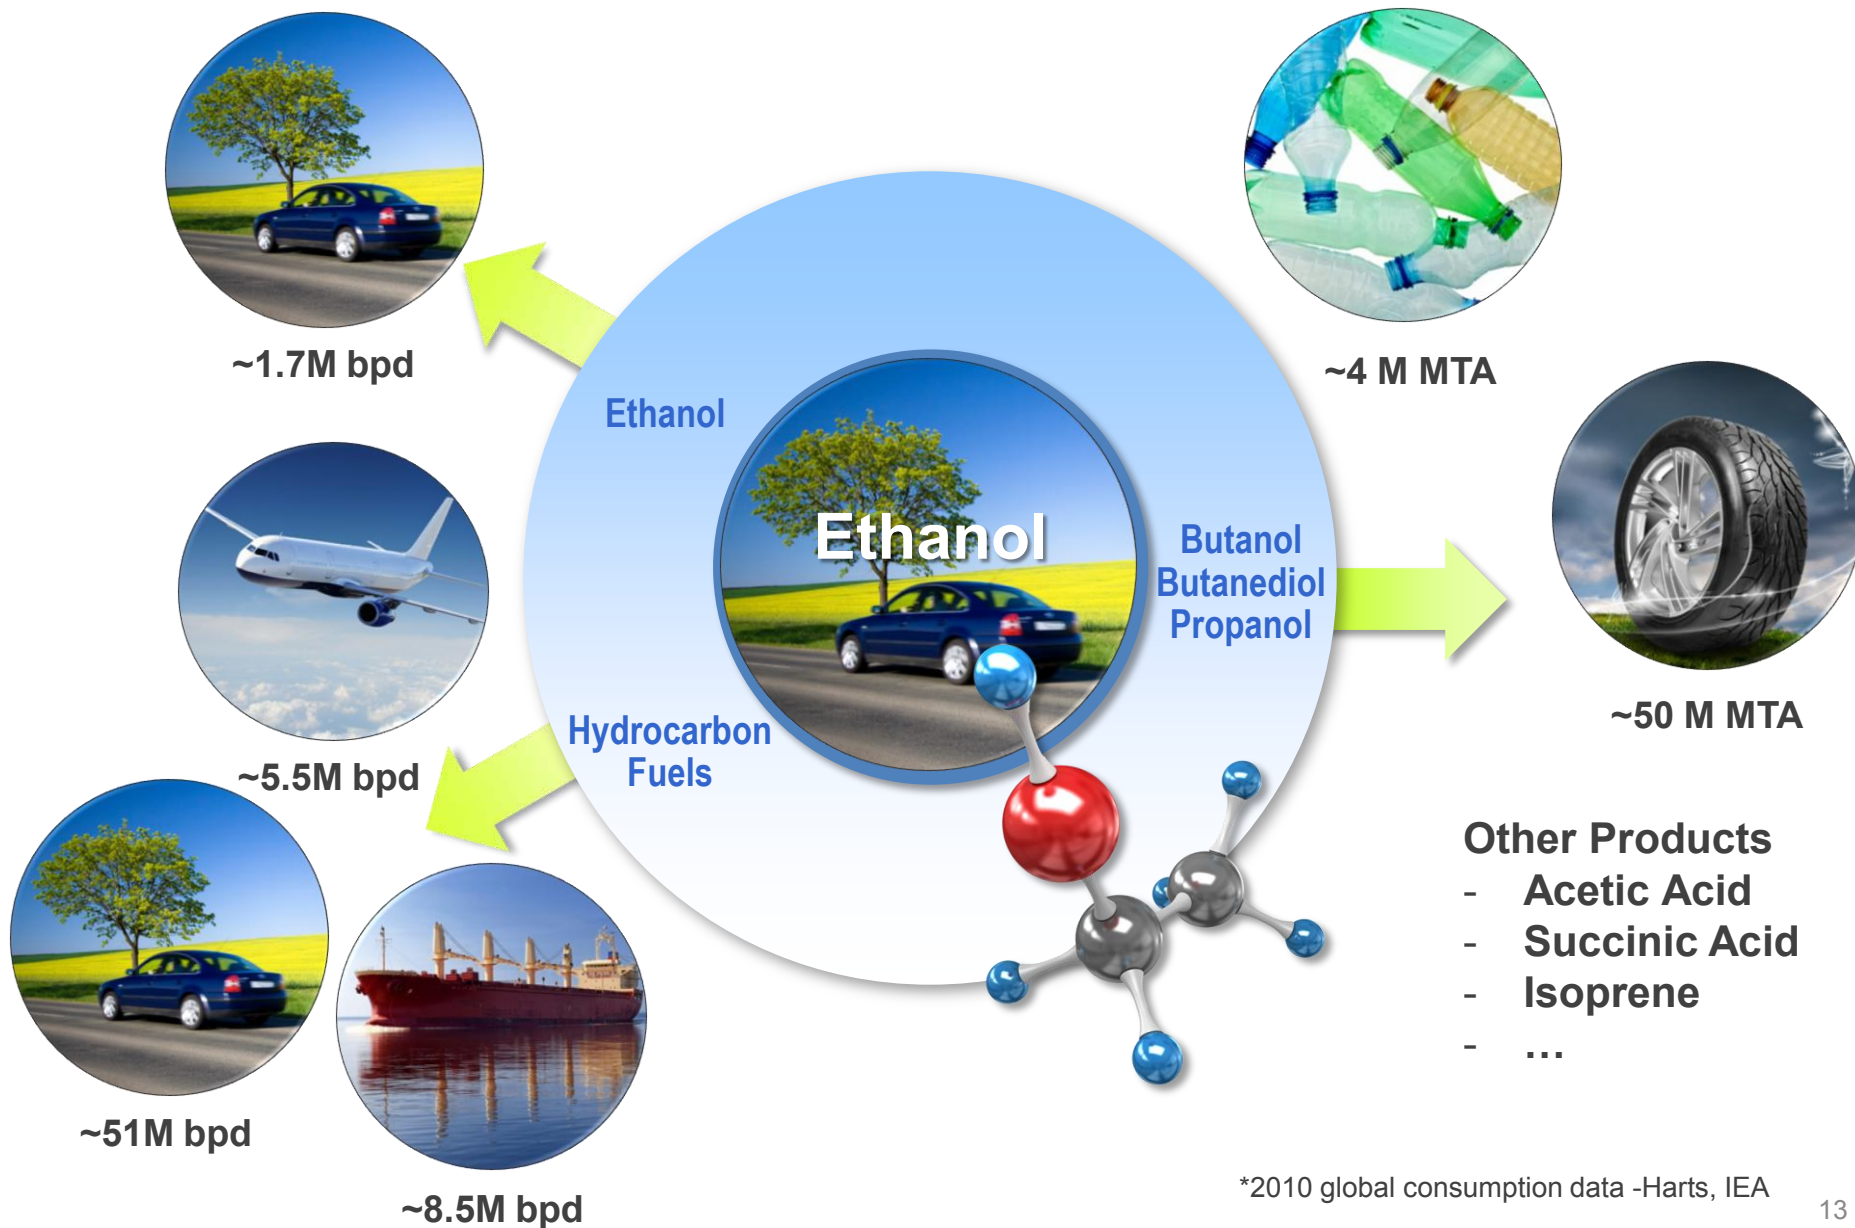 ~1.7M bpd
~4 M MTA
Ethanol
Ethanol
Butanol
Butanediol
Propanol
~50 M MTA
Hydrocarbon
Fuels
~5.5M bpd
Other Products
- Acetic Acid
- Succinic Acid
- Isoprene
- …
~51M bpd
~8.5M bpd
*2010 global consumption data -Harts, IEA
13